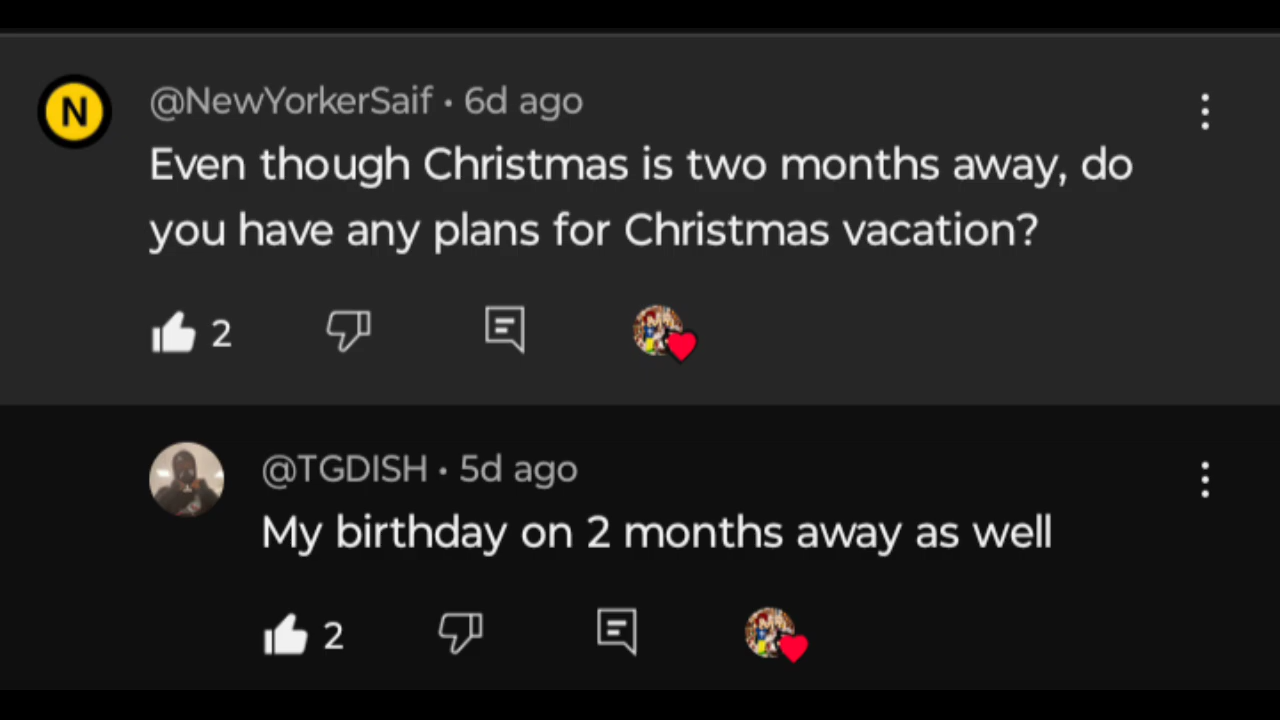 N
@NewYorkerSaif • 6d ago
Even though Christmas is two months away, do
you have any plans for Christmas vacation?
2
@TGDISH • 5d ago
My birthday on 2 months away as well
2